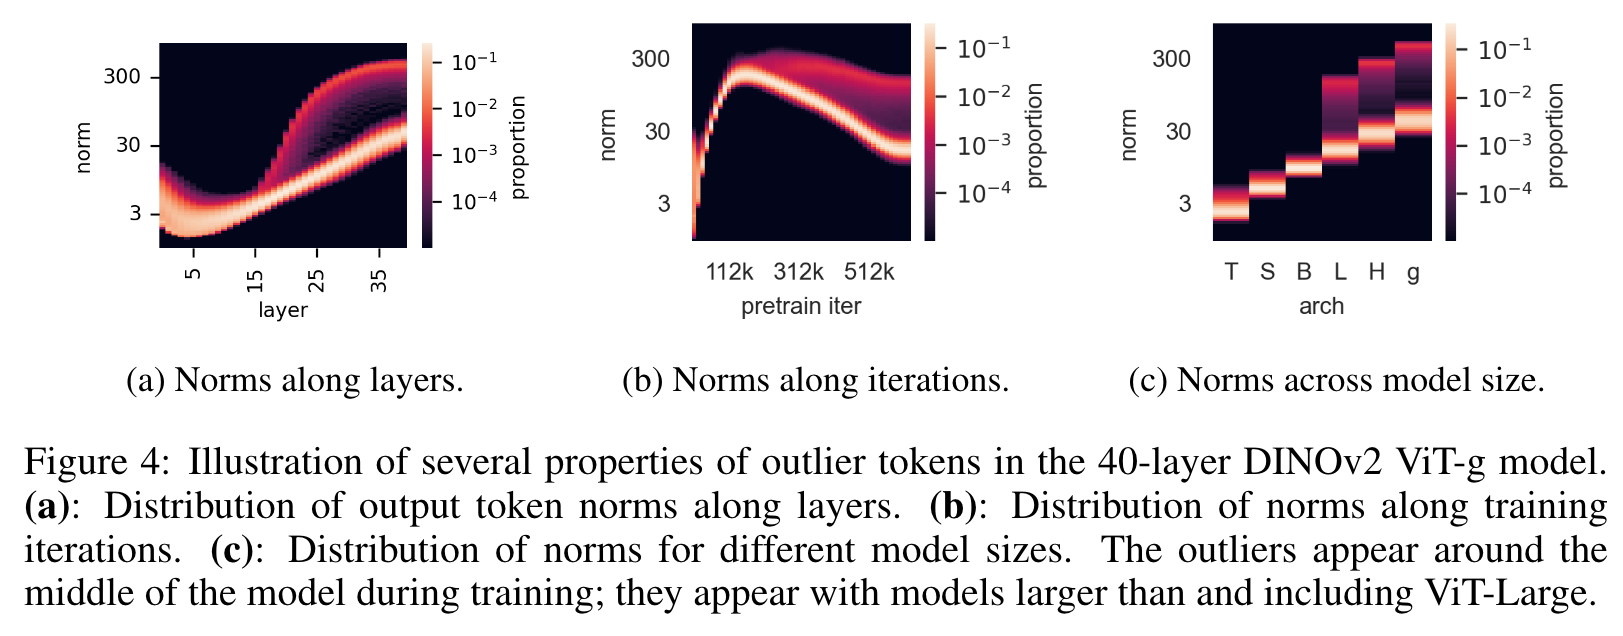 300
30
3
norm
5
15
25
35
layer
10⁻¹
10⁻²
10⁻³
10⁻⁴
proportion
300
30
3
norm
112k 312k 512k
pretrain iter
10⁻¹
10⁻²
10⁻³
10⁻⁴
proportion
300
30
3
norm
T S B L H g
arch
10⁻¹
10⁻²
10⁻³
10⁻⁴
proportion
(a) Norms along layers.
(b) Norms along iterations.
(c) Norms across model size.
Figure 4: Illustration of several properties of outlier tokens in the 40-layer DINOv2 ViT-g model.
(a): Distribution of output token norms along layers. (b): Distribution of norms along training
iterations. (c): Distribution of norms for different model sizes. The outliers appear around the
middle of the model during training; they appear with models larger than and including ViT-Large.